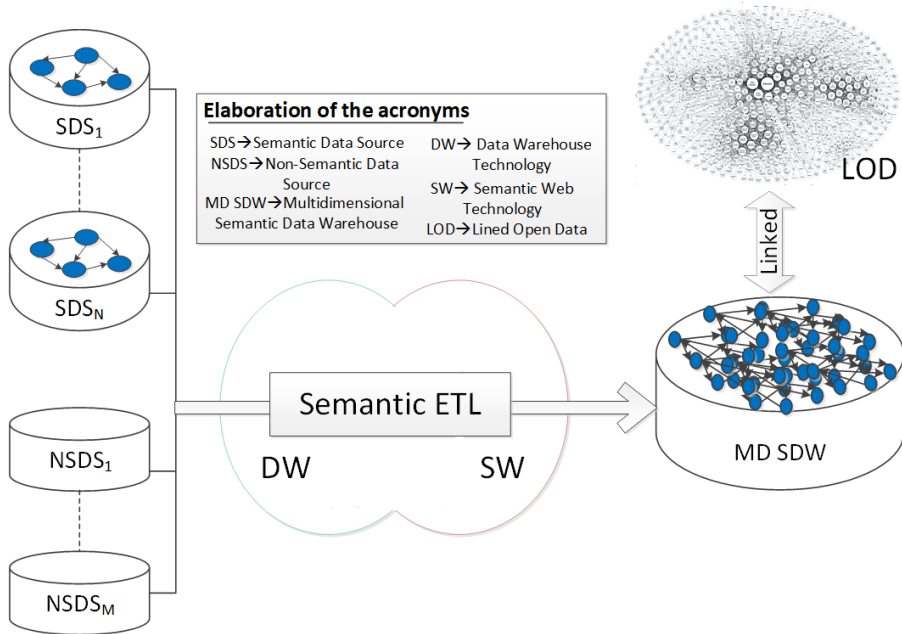 SDS₁
SDS_N
NSDS₁
NSDS_M
Elaboration of the acronyms
SDS→Semantic Data Source
NSDS→Non-Semantic Data
Source
MD SDW→Multidimensional
Semantic Data Warehouse
DW→ Data Warehouse
Technology
SW→ Semantic Web
Technology
LOD→Lined Open Data
Semantic ETL
DW
SW
LOD
Linked
MD SDW